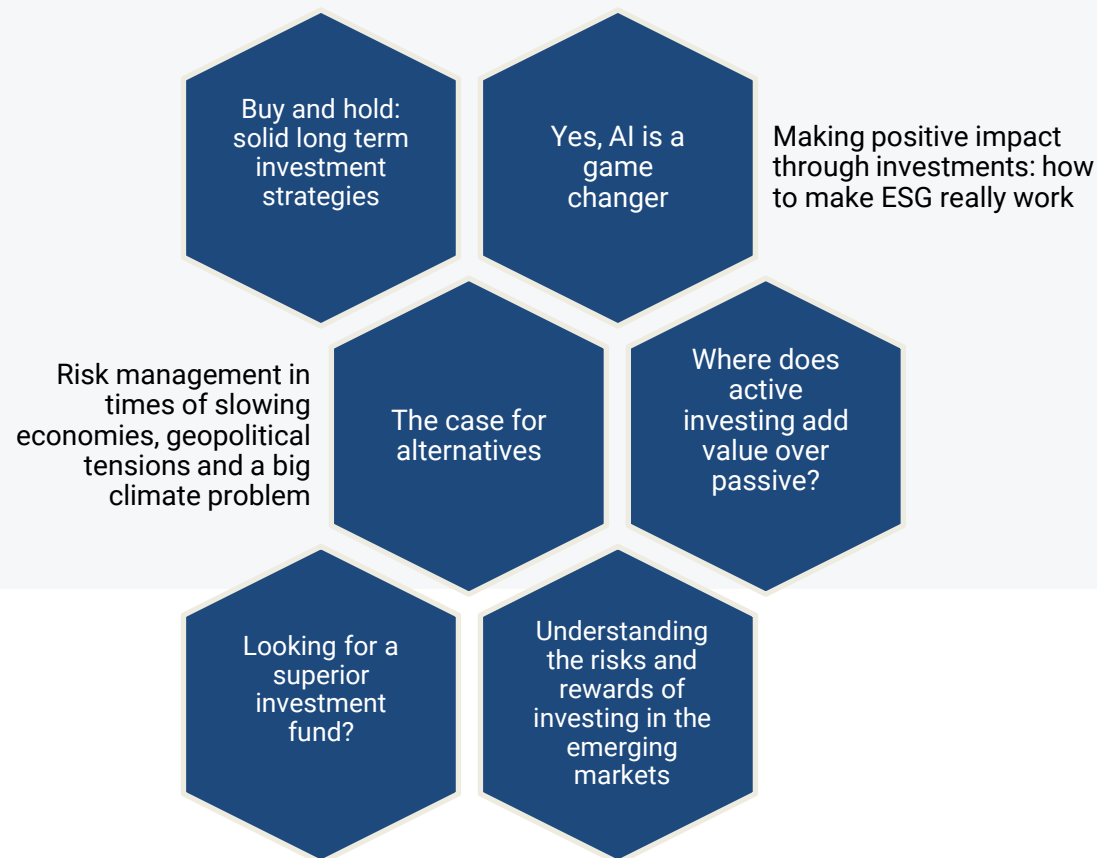 Buy and hold:
solid long term
investment
strategies
Yes, AI is a
game
changer
Making positive impact
through investments: how
to make ESG really work
Risk management in
times of slowing
economies, geopolitical
tensions and a big
climate problem
The case for
alternatives
Where does
active
investing add
value over
passive?
Looking for a
superior
investment
fund?
Understanding
the risks and
rewards of
investing in the
emerging
markets